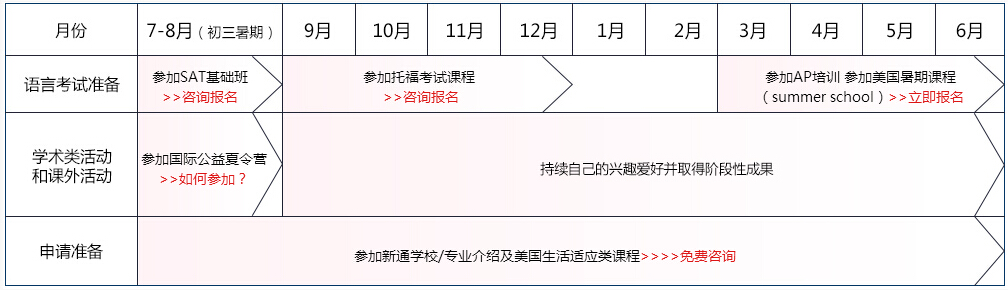 月份
7-8月（初三暑期）
9月
10月
11月
12月
1月
2月
3月
4月
5月
6月
语言考试准备
参加SAT基础班
>>咨询报名
参加托福考试课程
>>咨询报名
参加AP培训 参加美国暑期课程
（summer school）>>立即报名
学术类活动
和课外活动
参加国际公益夏令营
>>如何参加？
持续自己的兴趣爱好并取得阶段性成果
申请准备
参加新通学校/专业介绍及美国生活适应类课程>>>>免费咨询